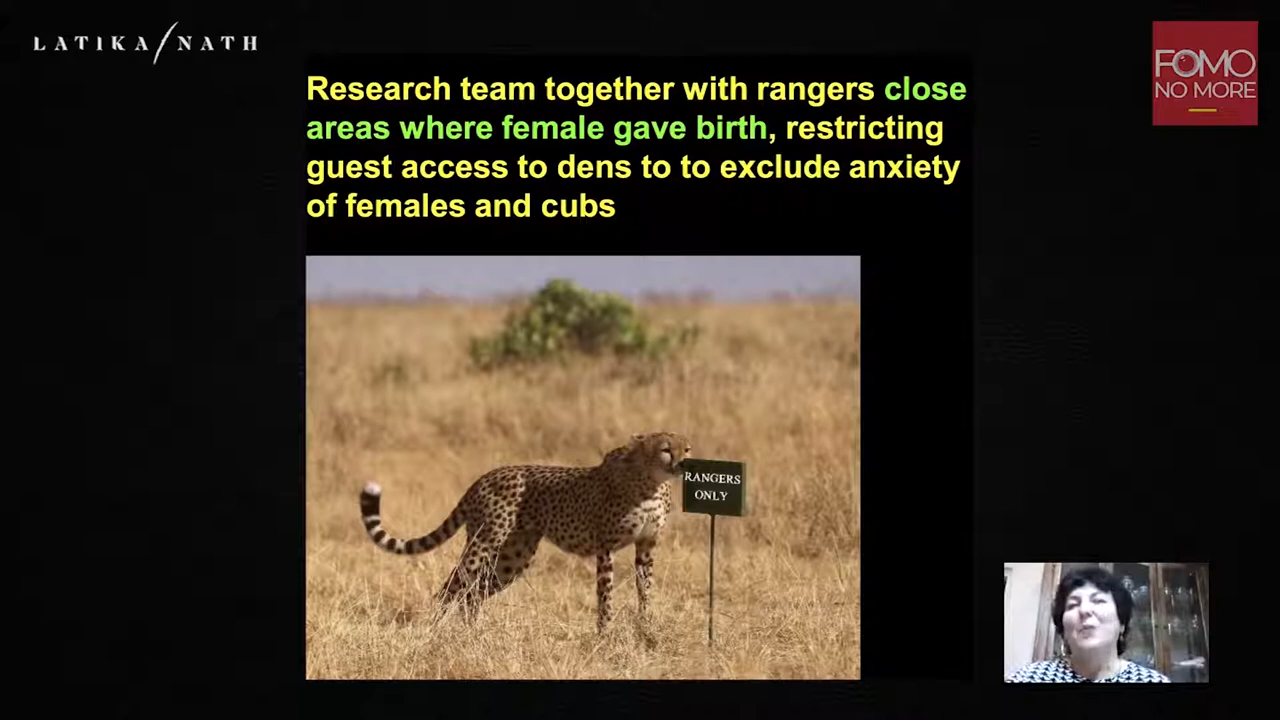 LATIKA/NATH
FOMO
NO MORE
Research team together with rangers close
areas where female gave birth, restricting
guest access to dens to to exclude anxiety
of females and cubs
RANGERS
ONLY